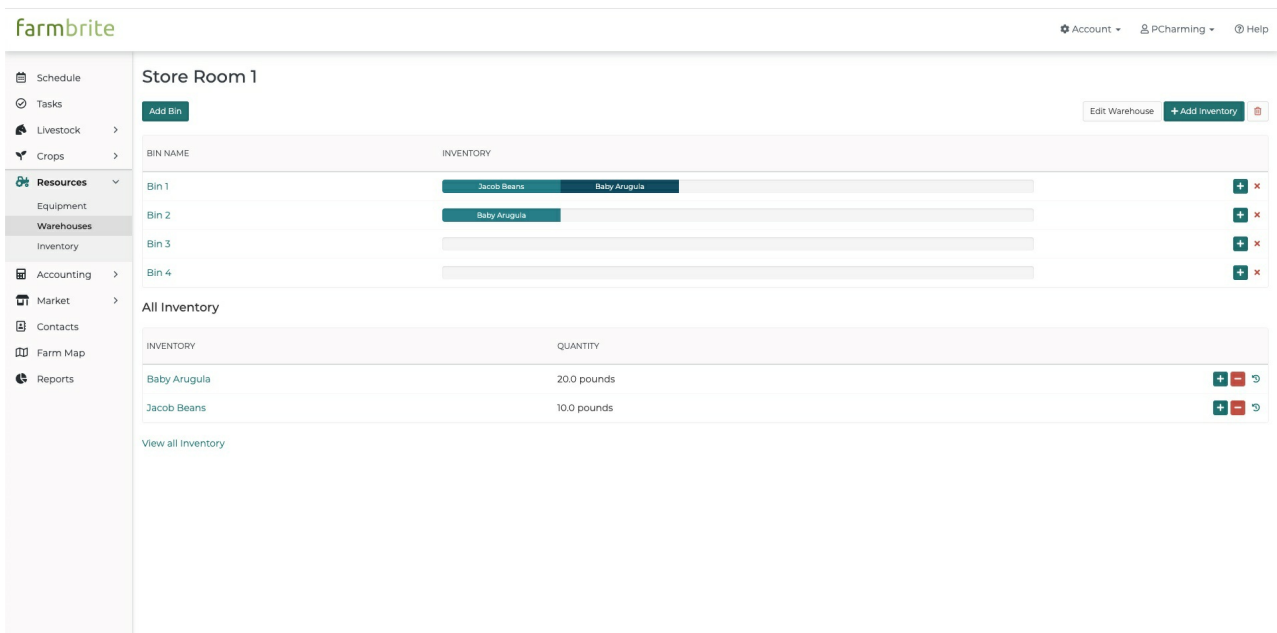 farmbrite
Account PCharming Help
Schedule
Tasks
Livestock
Crops
Resources
Equipment
Warehouses
Inventory
Accounting
Market
Contacts
Farm Map
Reports
Store Room 1
Add Bin Edit Warehouse + Add Inventory
BIN NAME INVENTORY
Bin 1 Jacob Beans Baby Arugula
Bin 2 Baby Arugula
Bin 3
Bin 4
All Inventory
INVENTORY QUANTITY
Baby Arugula 20.0 pounds
Jacob Beans 10.0 pounds
View all Inventory